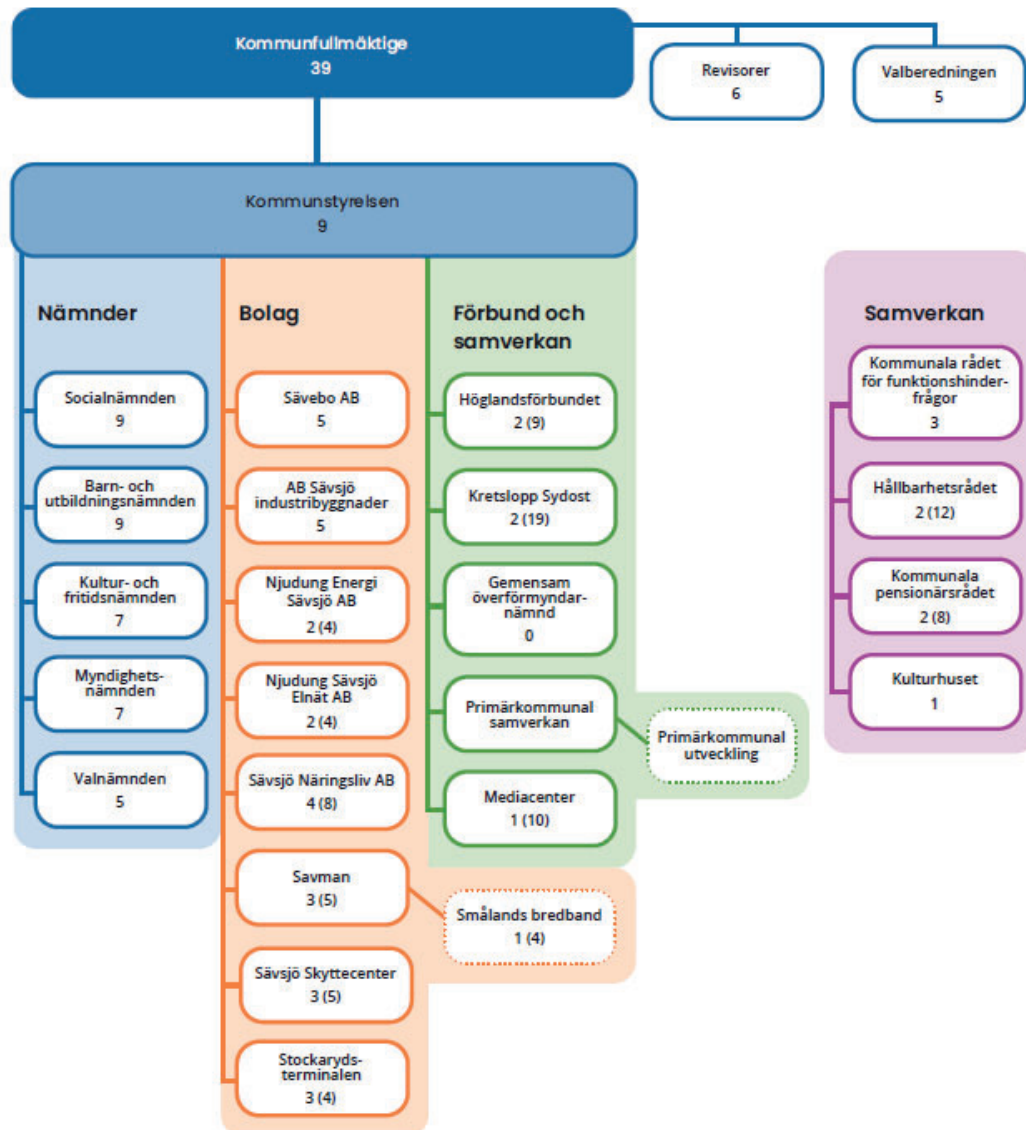 Kommunfullmäktige
39
Revisorer
6
Valberedningen
5
Kommunstyrelsen
9
Nämnder
Socialnämnden
9
Barn- och
utbildningsnämnden
9
Kultur- och
fritidsnämnden
7
Myndighets-
nämnden
7
Valnämnden
5
Bolag
Sävebo AB
5
AB Sävsjö
industribyggnader
5
Njudung Energi
Sävsjö AB
2 (4)
Njudung Sävsjö
Elnät AB
2 (4)
Sävsjö Näringsliv AB
4 (8)
Savman
3 (5)
Smålands bredband
1 (4)
Sävsjö Skyttecenter
3 (5)
Stockaryds-
terminalen
3 (4)
Förbund och
samverkan
Höglandsförbundet
2 (9)
Kretslopp Sydost
2 (19)
Gemensam
överförmyndar-
nämnd
0
Primärkommunal
samverkan
Primärkommunal
utveckling
Mediacenter
1 (10)
Samverkan
Kommunala rådet
för funktionshinder-
frågor
3
Hållbarhetsrådet
2 (12)
Kommunala
pensionärsrådet
2 (8)
Kulturhuset
1